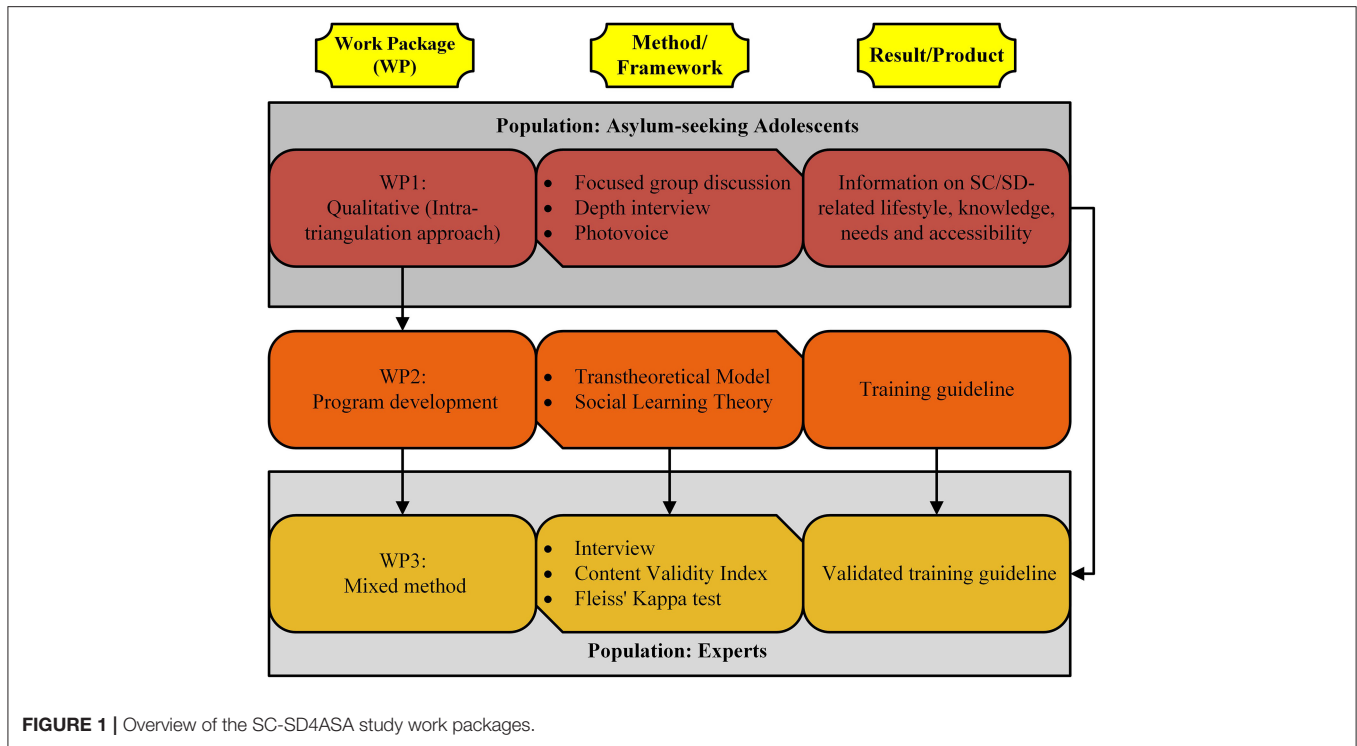 Work Package
(WP)
Method/
Framework
Result/Product
Population: Asylum-seeking Adolescents
WP1:
Qualitative (Intra-
triangulation approach)
• Focused group discussion
• Depth interview
• Photovoice
Information on SC/SD-
related lifestyle, knowledge,
needs and accessibility
WP2:
Program development
• Transtheoretical Model
• Social Learning Theory
Training guideline
WP3:
Mixed method
• Interview
• Content Validity Index
• Fleiss' Kappa test
Validated training guideline
Population: Experts
FIGURE 1 | Overview of the SC-SD4ASA study work packages.